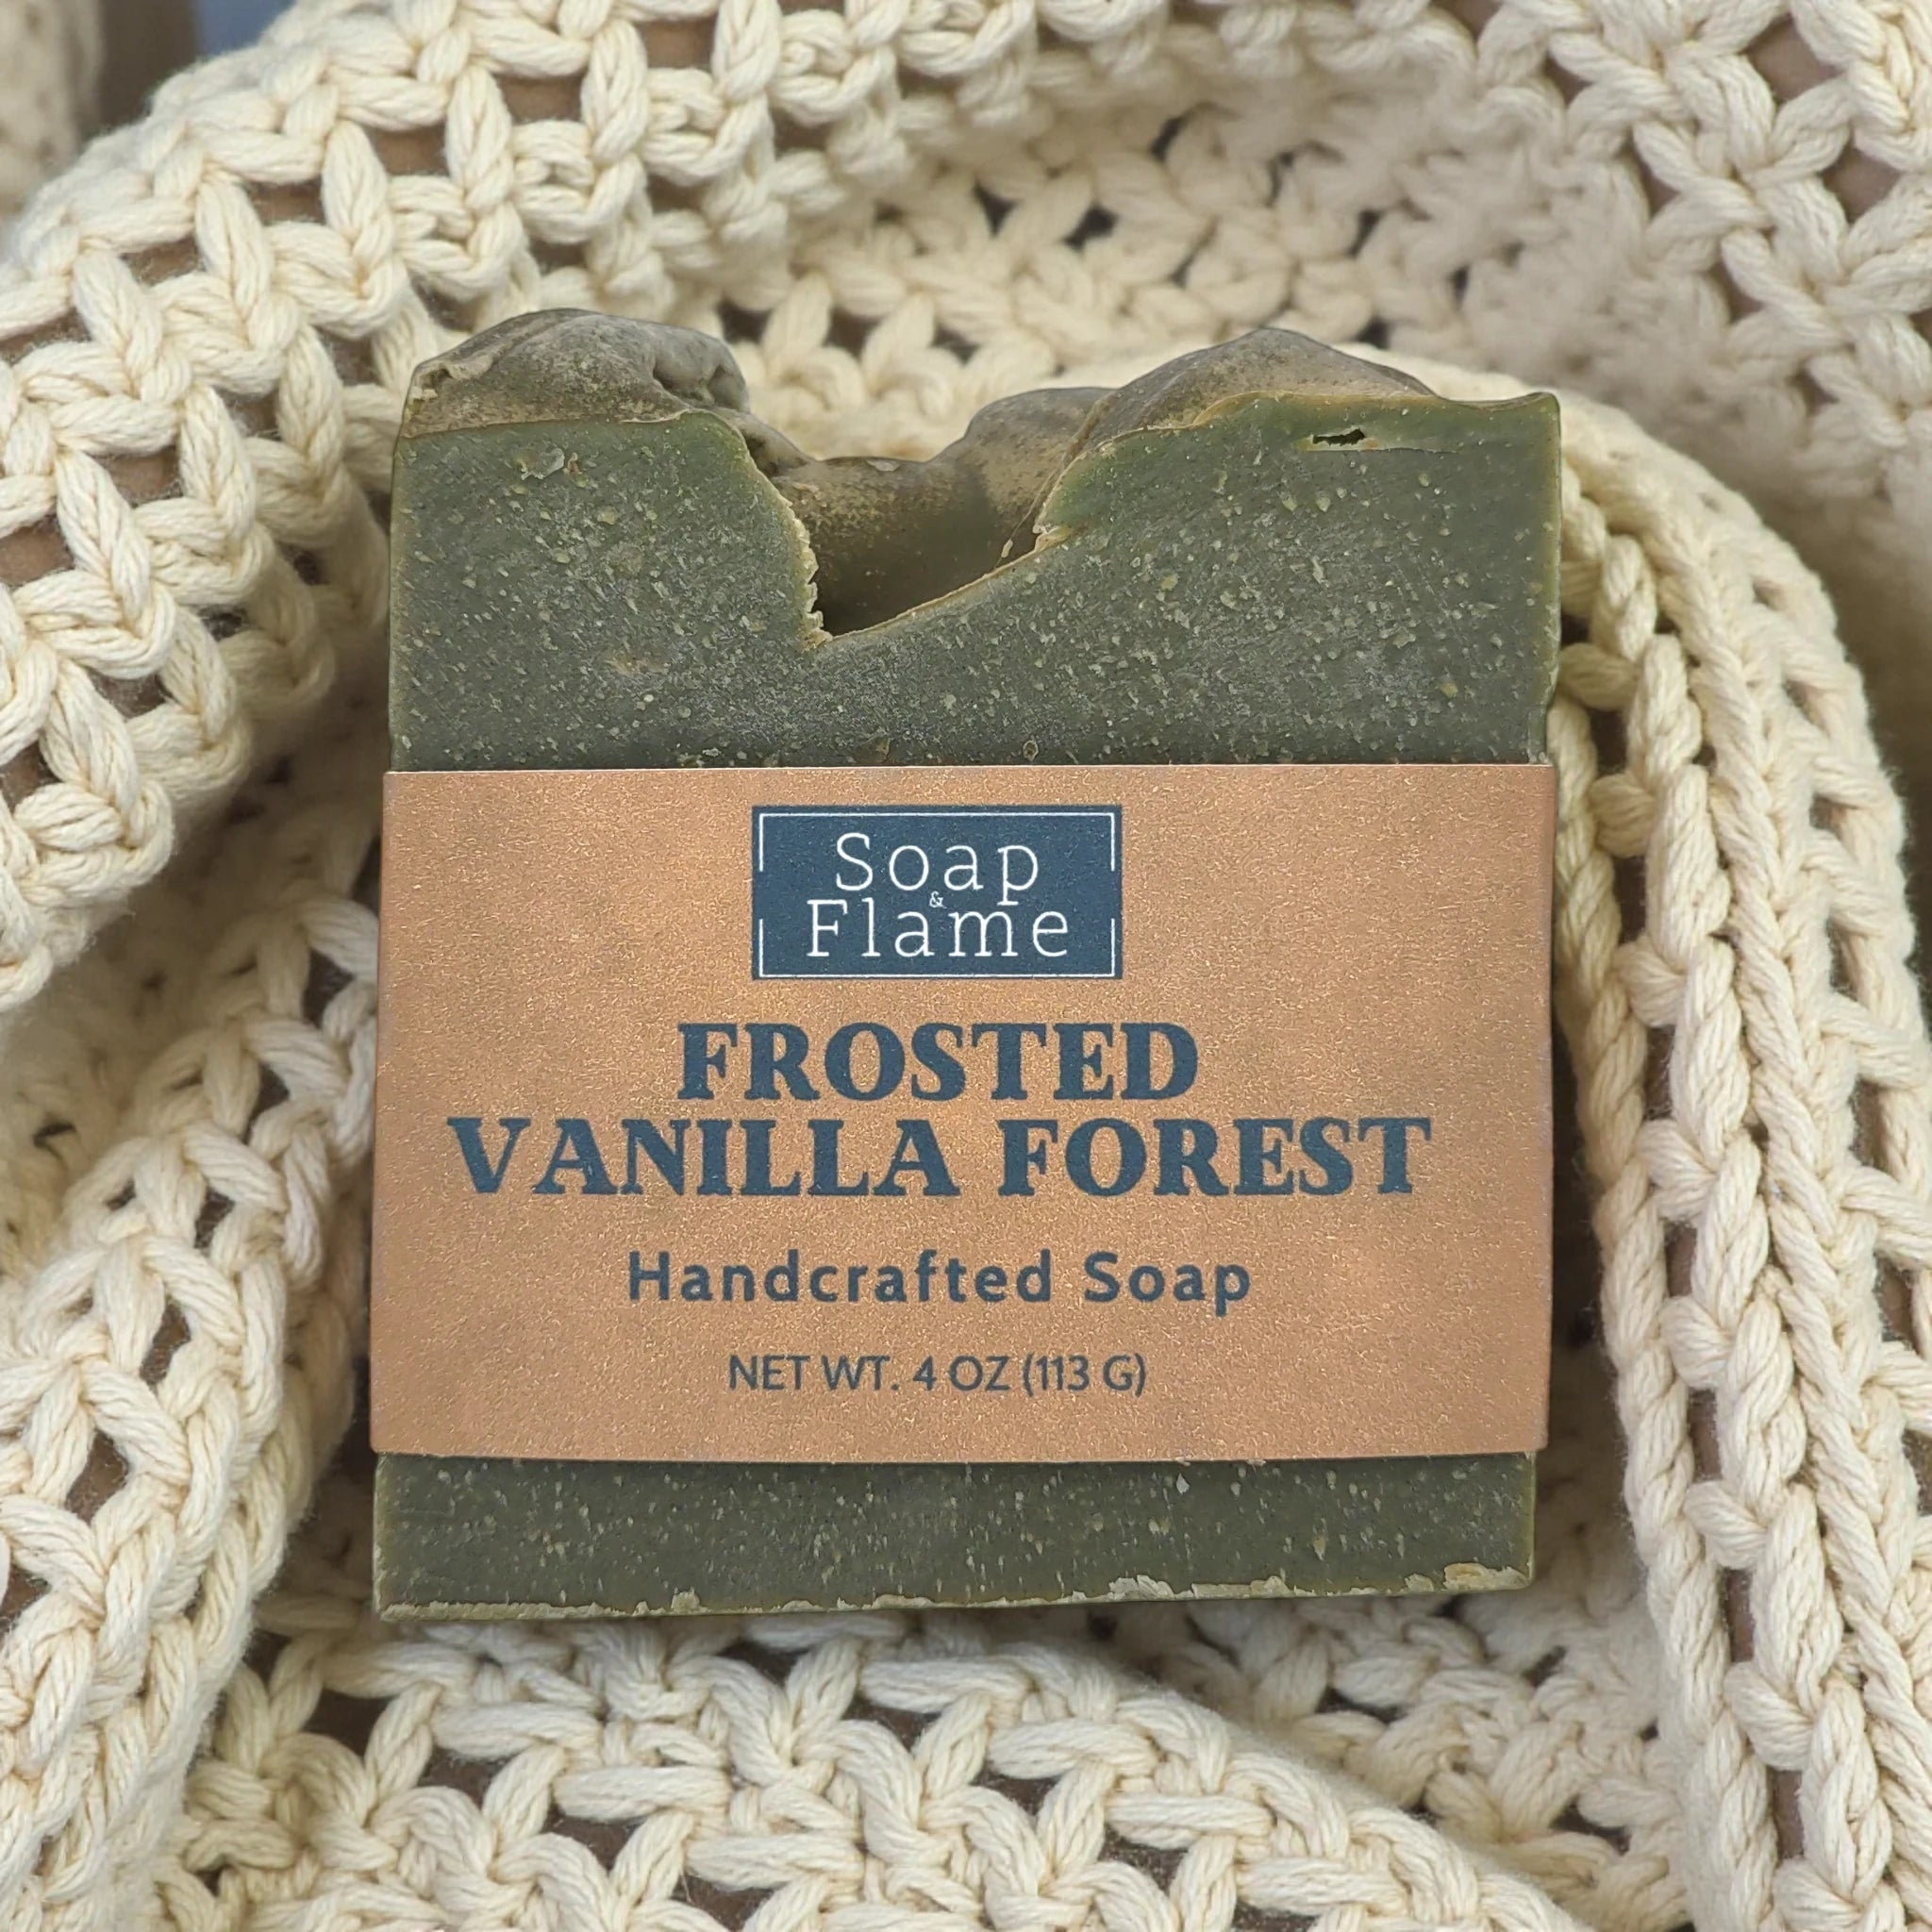 Soap
&
Flame
FROSTED
VANILLA FOREST
Handcrafted Soap
NET WT. 4 OZ (113 G)